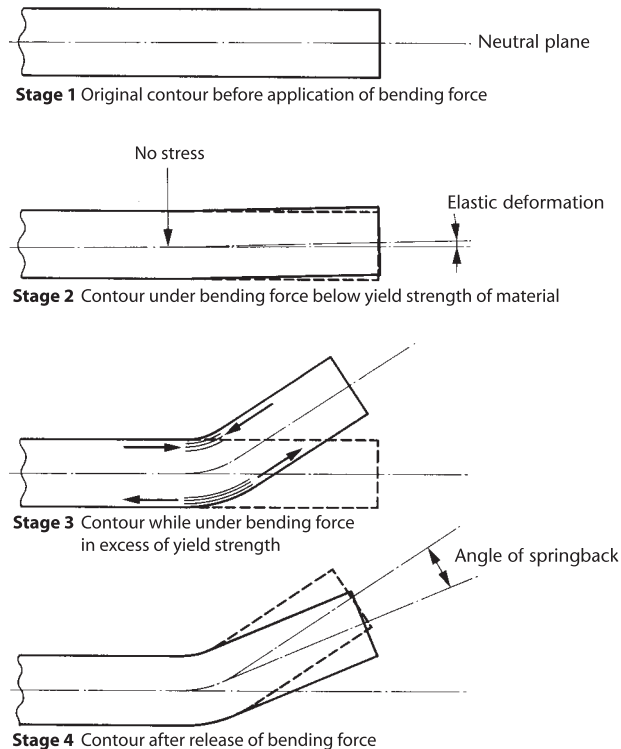 Neutral plane
Stage 1 Original contour before application of bending force
No stress
Elastic deformation
Stage 2 Contour under bending force below yield strength of material
Stage 3 Contour while under bending force
in excess of yield strength
Angle of springback
Stage 4 Contour after release of bending force